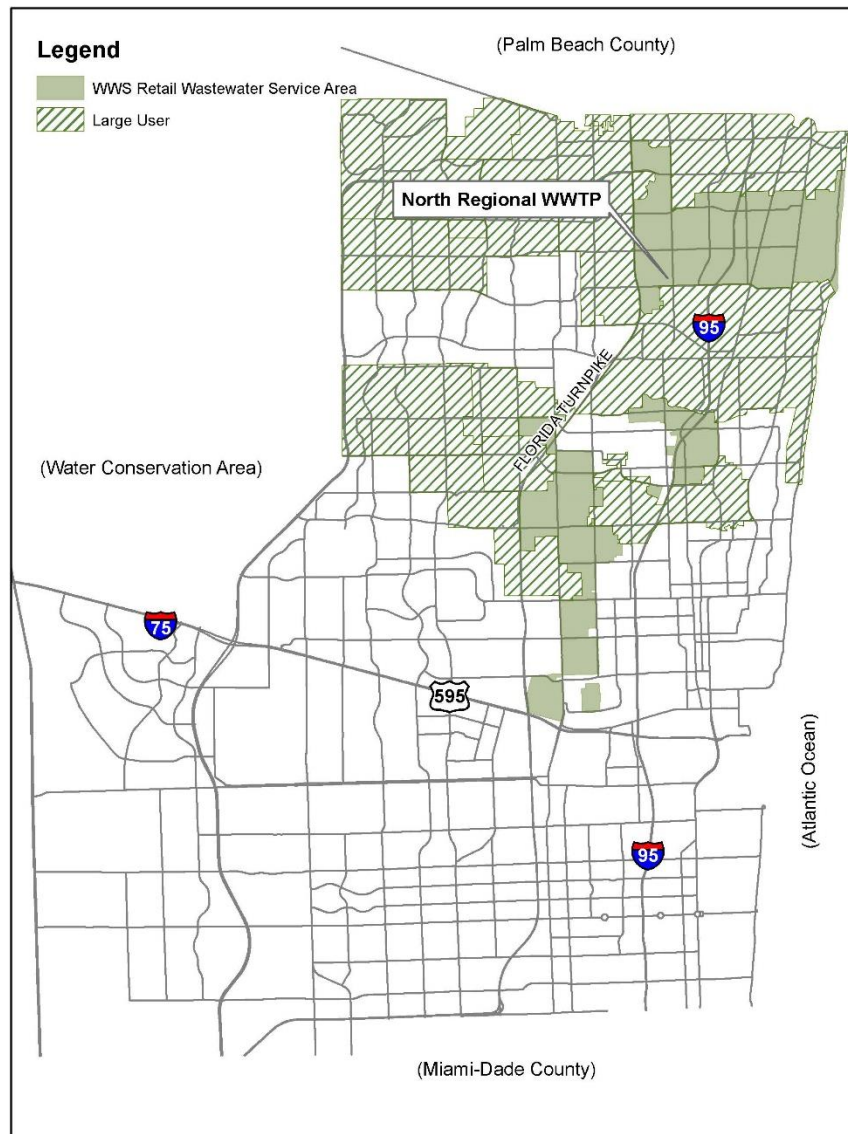 (Palm Beach County)
Legend
WWS Retail Wastewater Service Area
Large User
North Regional WWTP
95
FLORIDA TURNPIKE
(Water Conservation Area)
75
595
(Atlantic Ocean)
95
(Miami-Dade County)